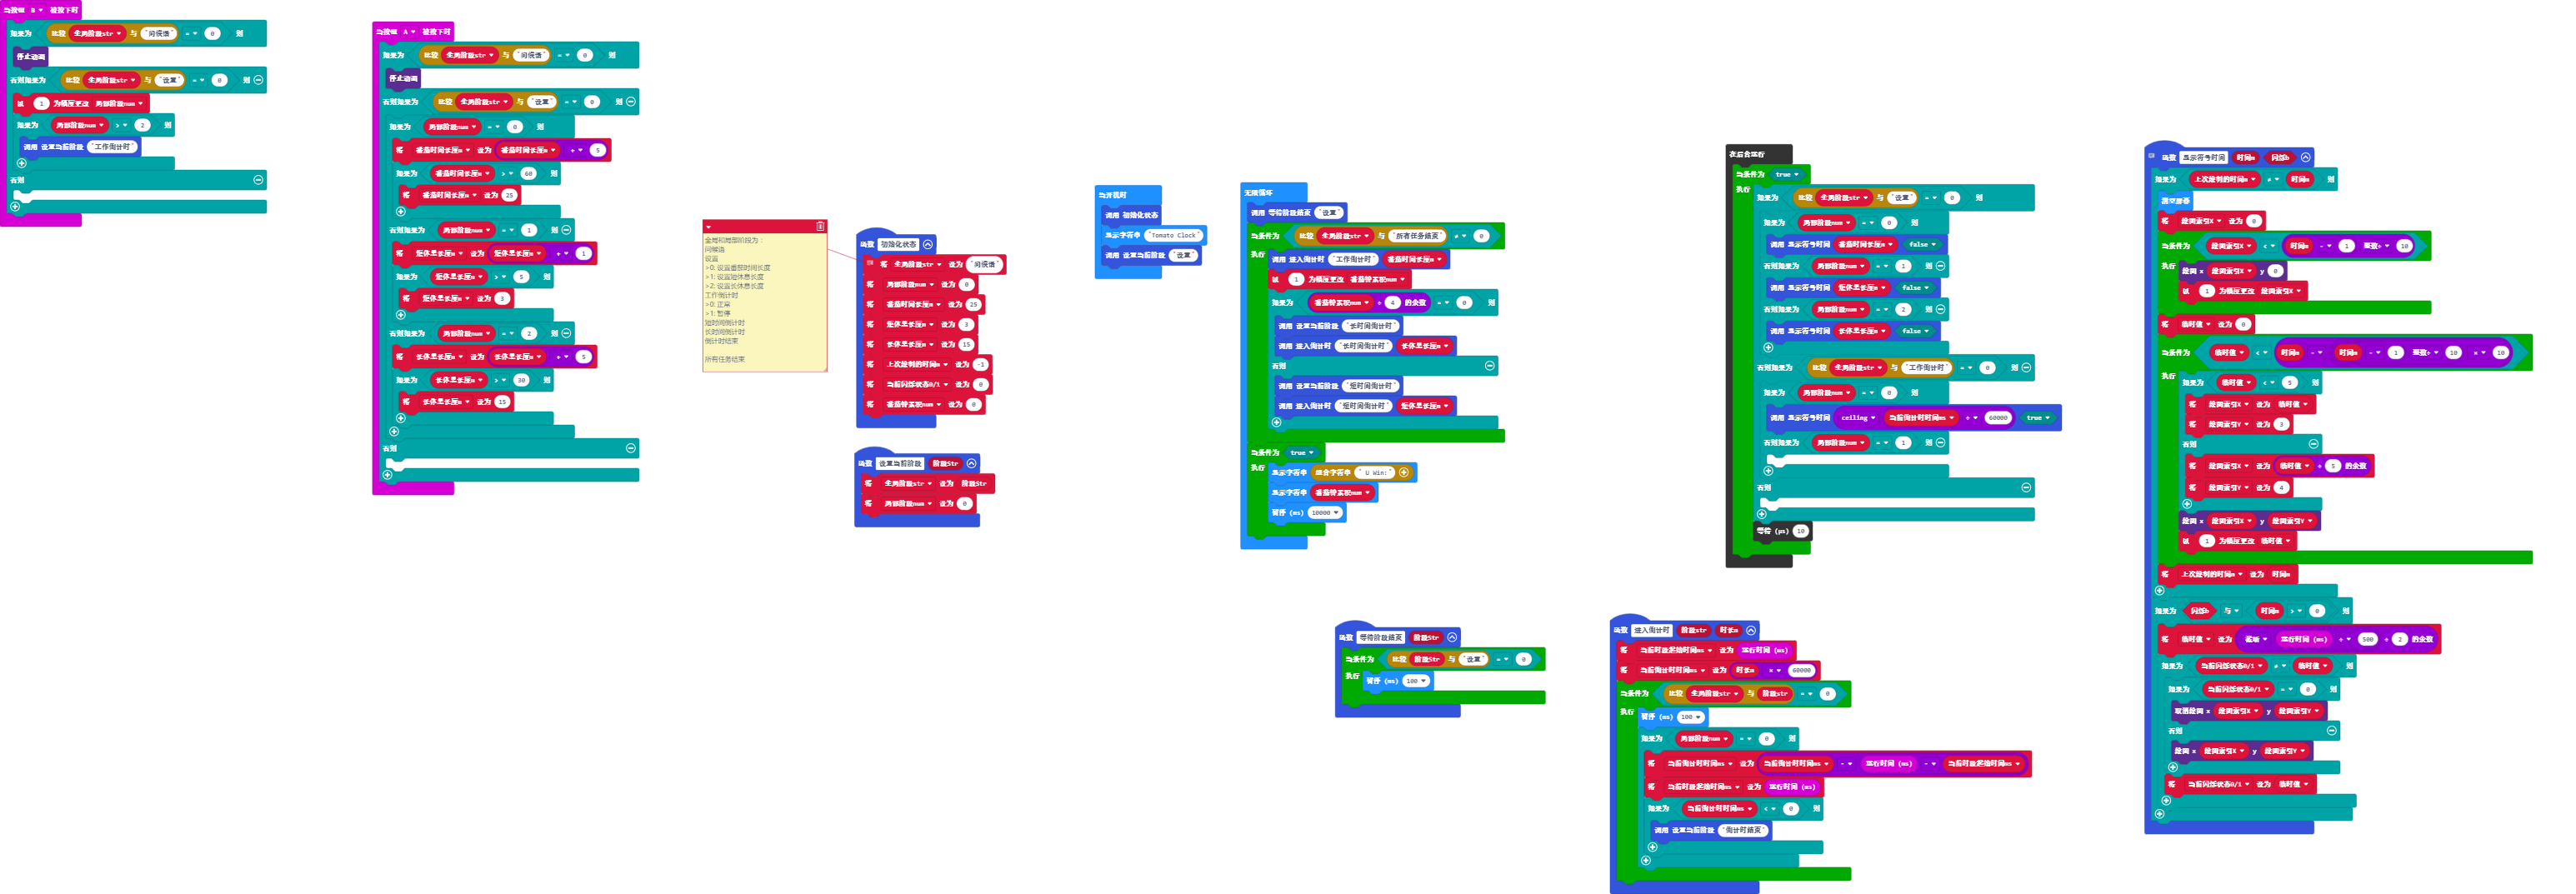 当按钮 B 被按下时
如果为 比较 全局阶段str 与 "问候语" = 0 则
停止动画
否则如果为 比较 全局阶段str 与 "设置" = 0 则
以 1 为幅度更改 局部阶段num
如果为 局部阶段num > 2 则
调用 设置当前阶段 "工作倒计时"
否则
当按钮 A 被按下时
如果为 比较 全局阶段str 与 "问候语" = 0 则
停止动画
否则如果为 比较 全局阶段str 与 "设置" = 0 则
如果为 局部阶段num = 0 则
将 番茄时间长度m 设为 番茄时间长度m + 5
如果为 番茄时间长度m > 60 则
将 番茄时间长度m 设为 25
否则如果为 局部阶段num = 1 则
将 短休息长度m 设为 短休息长度m + 1
如果为 短休息长度m > 5 则
将 短休息长度m 设为 3
否则如果为 局部阶段num = 2 则
将 长休息长度m 设为 长休息长度m + 5
如果为 长休息长度m > 30 则
将 长休息长度m 设为 15
否则
全局和局部阶段为：
问候语
设置
>0: 设置番茄时间长度
>1: 设置短休息长度
>2: 设置长休息长度
工作倒计时
>0: 正常
>1: 暂停
短时间倒计时
长时间倒计时
倒计时结束
所有任务结束
函数 初始化状态
将 全局阶段str 设为 "问候语"
将 局部阶段num 设为 0
将 番茄时间长度m 设为 25
将 短休息长度m 设为 3
将 长休息长度m 设为 15
将 上次绘制的时间m 设为 -1
将 当前闪烁状态0/1 设为 0
将 番茄钟实现num 设为 0
函数 设置当前阶段 阶段Str
将 全局阶段str 设为 阶段Str
将 局部阶段num 设为 0
当开机时
调用 初始化状态
显示字符串 "Tomato Clock"
调用 设置当前阶段 "设置"
无限循环
调用 等待阶段结束 "设置"
当条件为 比较 全局阶段str 与 "所有任务结束" ≠ 0
执行 调用 进入倒计时 "工作倒计时" 番茄时间长度m
以 1 为幅度更改 番茄钟实现num
如果为 番茄钟实现num ÷ 4 的余数 = 0 则
调用 设置当前阶段 "长时间倒计时"
调用 进入倒计时 "长时间倒计时" 长休息长度m
否则
调用 设置当前阶段 "短时间倒计时"
调用 进入倒计时 "短时间倒计时" 短休息长度m
当条件为 true
执行 显示字符串 组合字符串 "U Win:"
显示字符串 番茄钟实现num
暂停 (ms) 10000
函数 等待阶段结束 阶段Str
当条件为 比较 阶段Str 与 "设置" = 0
执行 暂停 (ms) 100
函数 进入倒计时 阶段str 时长m
将 当前时段起始时间ms 设为 运行时间 (ms)
将 当前倒计时时间ms 设为 时长m × 60000
当条件为 比较 全局阶段str 与 阶段str = 0
执行 暂停 (ms) 100
如果为 局部阶段num = 0 则
将 当前倒计时时间ms 设为 当前倒计时时间ms - 运行时间 (ms) - 当前时段起始时间ms
将 当前时段起始时间ms 设为 运行时间 (ms)
如果为 当前倒计时时间ms < 0 则
调用 设置当前阶段 "倒计时结束"
在后台运行
当条件为 true
执行 如果为 比较 全局阶段str 与 "设置" = 0 则
如果为 局部阶段num = 0 则
调用 显示符号时间 番茄时间长度m false
否则如果为 局部阶段num = 1 则
调用 显示符号时间 短休息长度m false
否则如果为 局部阶段num = 2 则
调用 显示符号时间 长休息长度m false
否则如果为 比较 全局阶段str 与 "工作倒计时" = 0 则
如果为 局部阶段num = 0 则
调用 显示符号时间 ceiling 当前倒计时时间ms ÷ 60000 true
否则如果为 局部阶段num = 1 则
否则
等待 (µs) 10
函数 显示符号时间 时间m 闪烁b
如果为 上次绘制的时间m ≠ 时间m 则
清空屏幕
将 绘图索引X 设为 0
当条件为 绘图索引X < 时间m - 1 整数÷ 10
执行 绘图 x 绘图索引X y 0
以 1 为幅度更改 绘图索引X
将 临时值 设为 0
当条件为 临时值 < 时间m - 时间m - 1 整数÷ 10 × 10
执行 如果为 临时值 < 5 则
将 绘图索引X 设为 临时值
将 绘图索引Y 设为 3
否则
将 绘图索引X 设为 临时值 ÷ 5 的余数
将 绘图索引Y 设为 4
绘图 x 绘图索引X y 绘图索引Y
以 1 为幅度更改 临时值
将 上次绘制的时间m 设为 时间m
如果为 闪烁b 与 时间m > 0 则
将 临时值 设为 运行时间 (ms) ÷ 500 ÷ 2 的余数
如果为 当前闪烁状态0/1 ≠ 临时值 则
如果为 当前闪烁状态0/1 = 0 则
取消绘图 x 绘图索引X y 绘图索引Y
否则
绘图 x 绘图索引X y 绘图索引Y
将 当前闪烁状态0/1 设为 临时值